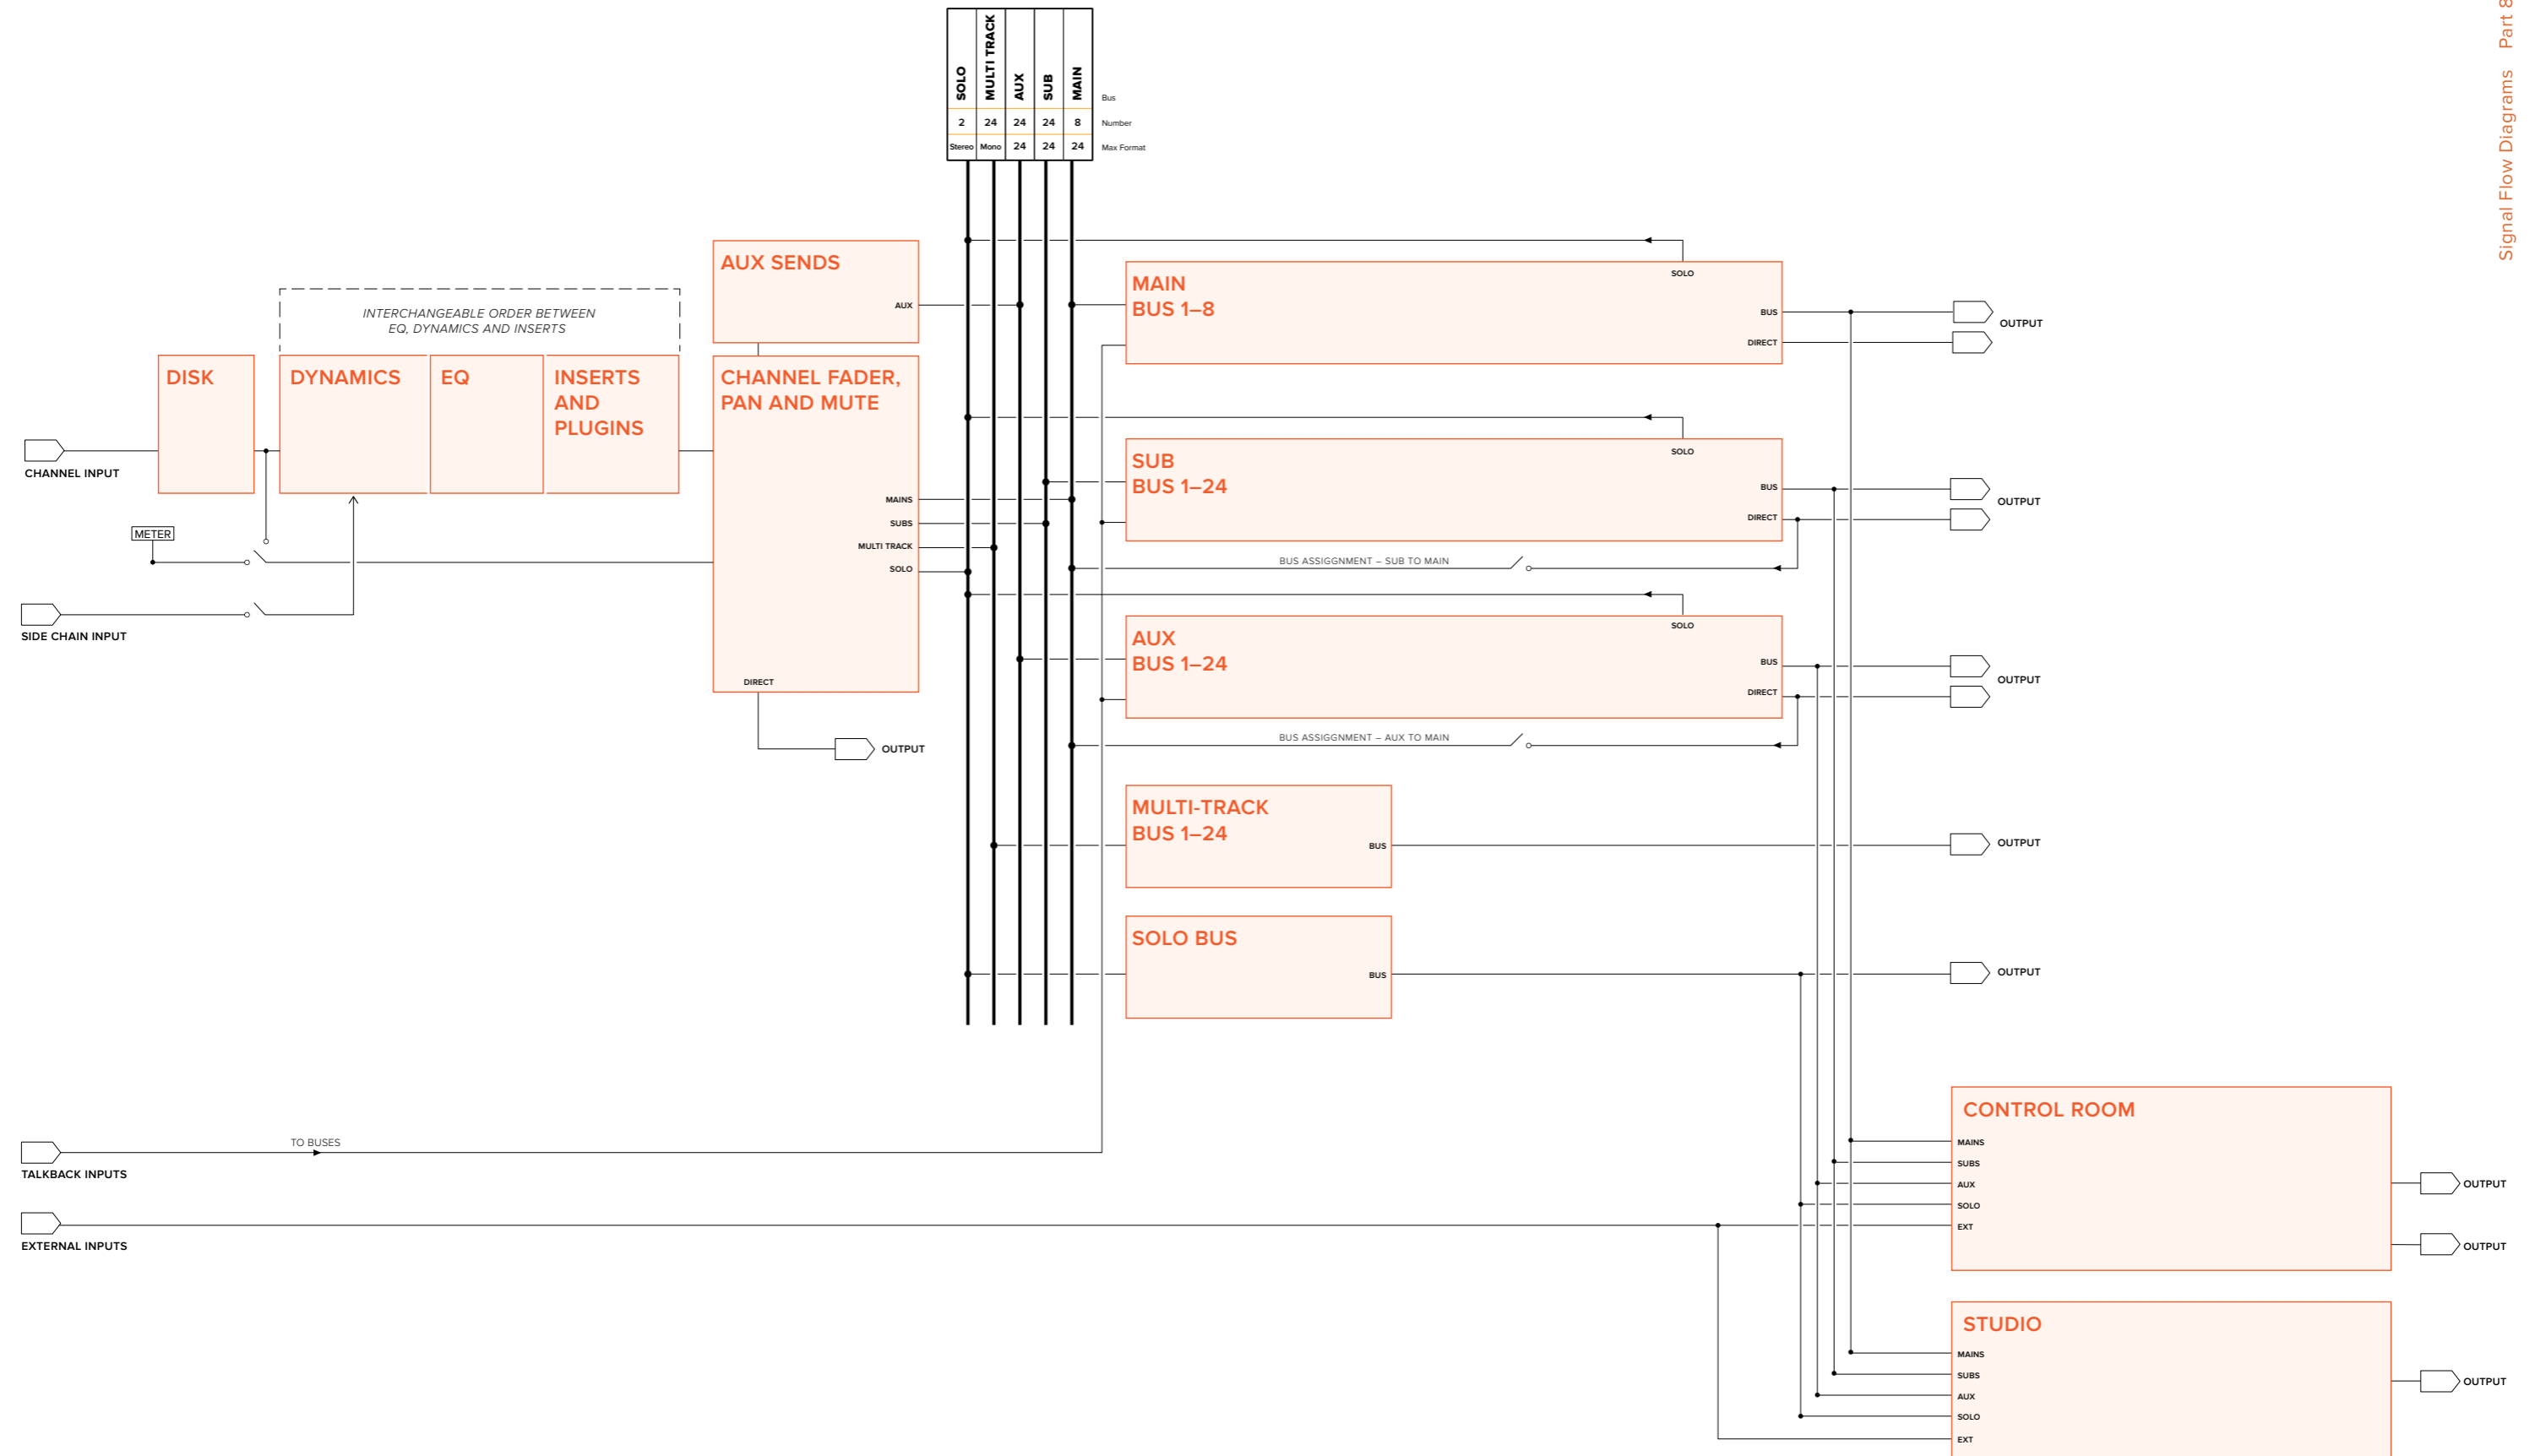 Signal Flow Diagrams Part 8
SOLO
MULTI TRACK
AUX
SUB
MAIN
Bus
2
24
24
24
8
Number
Stereo
Mono
24
24
24
Max Format
AUX SENDS
AUX
INTERCHANGEABLE ORDER BETWEEN
EQ, DYNAMICS AND INSERTS
DISK
DYNAMICS
EQ
INSERTS
AND
PLUGINS
CHANNEL FADER,
PAN AND MUTE
MAINS
SUBS
MULTI TRACK
SOLO
DIRECT
OUTPUT
CHANNEL INPUT
METER
SIDE CHAIN INPUT
MAIN
BUS 1–8
SOLO
BUS
DIRECT
OUTPUT
SUB
BUS 1–24
SOLO
BUS
DIRECT
OUTPUT
BUS ASSIGGNMENT – SUB TO MAIN
AUX
BUS 1–24
SOLO
BUS
DIRECT
OUTPUT
BUS ASSIGGNMENT – AUX TO MAIN
MULTI-TRACK
BUS 1–24
BUS
OUTPUT
SOLO BUS
BUS
OUTPUT
TO BUSES
TALKBACK INPUTS
EXTERNAL INPUTS
CONTROL ROOM
MAINS
SUBS
AUX
SOLO
EXT
OUTPUT
OUTPUT
STUDIO
MAINS
SUBS
AUX
SOLO
EXT
OUTPUT